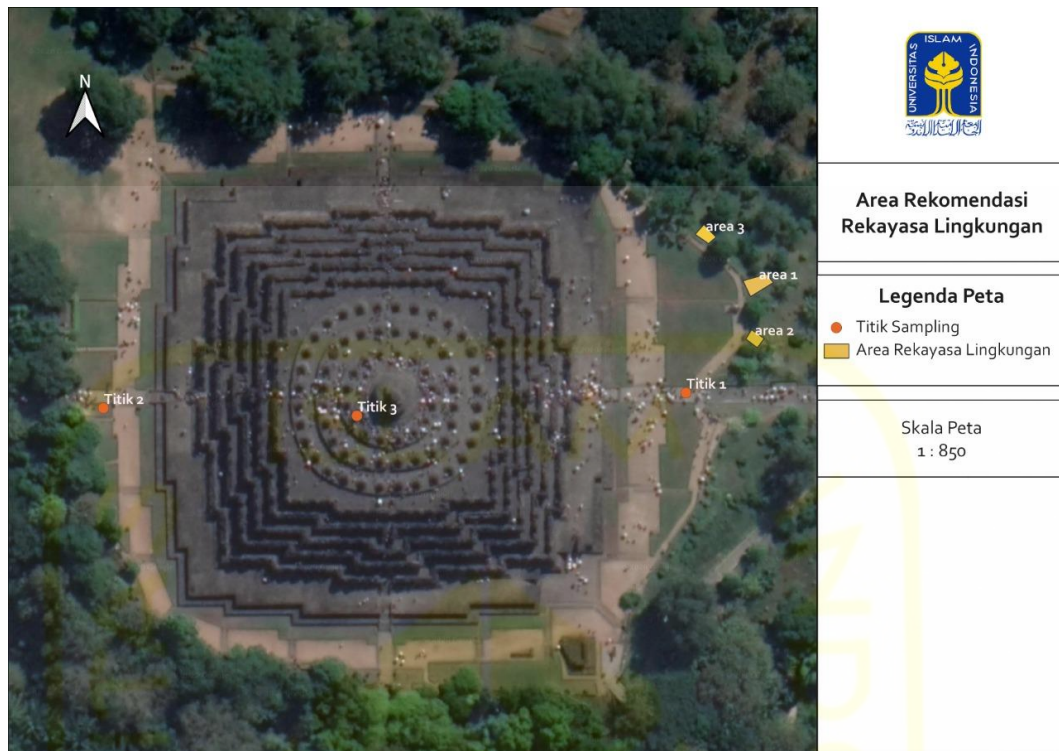 N
area 3
area 1
area 2
Titik 1
Titik 2
Titik 3
UNIVERSITAS ISLAM INDONESIA
Area Rekomendasi
Rekayasa Lingkungan
Legenda Peta
Titik Sampling
Area Rekayasa Lingkungan
Skala Peta
1 : 850